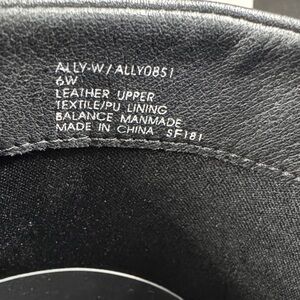 ALLY-W / ALLY0851
6W
LEATHER UPPER
TEXTILE/PU LINING
BALANCE MANMADE
MADE IN CHINA SF181